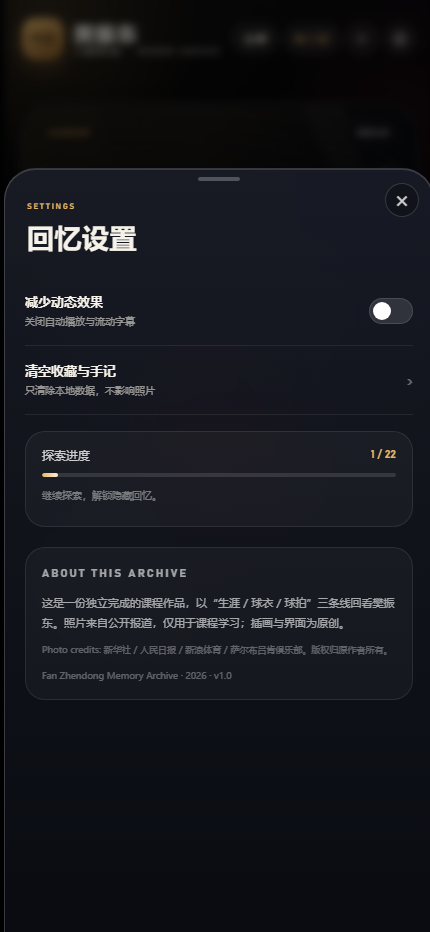 SETTINGS
回忆设置
减少动态效果
关闭自动播放与流动字幕
清空收藏与手记
只清除本地数据，不影响照片
探索进度
1 / 22
继续探索，解锁隐藏回忆。
ABOUT THIS ARCHIVE
这是一份独立完成的课程作品，以“生涯 / 球衣 / 球拍”三条线回看樊振
东。照片来自公开报道，仅用于课程学习；插画与界面为原创。
Photo credits: 新华社 / 人民日报 / 新浪体育 / 萨尔布吕肯俱乐部。版权归原作者所有。
Fan Zhendong Memory Archive · 2026 · v1.0